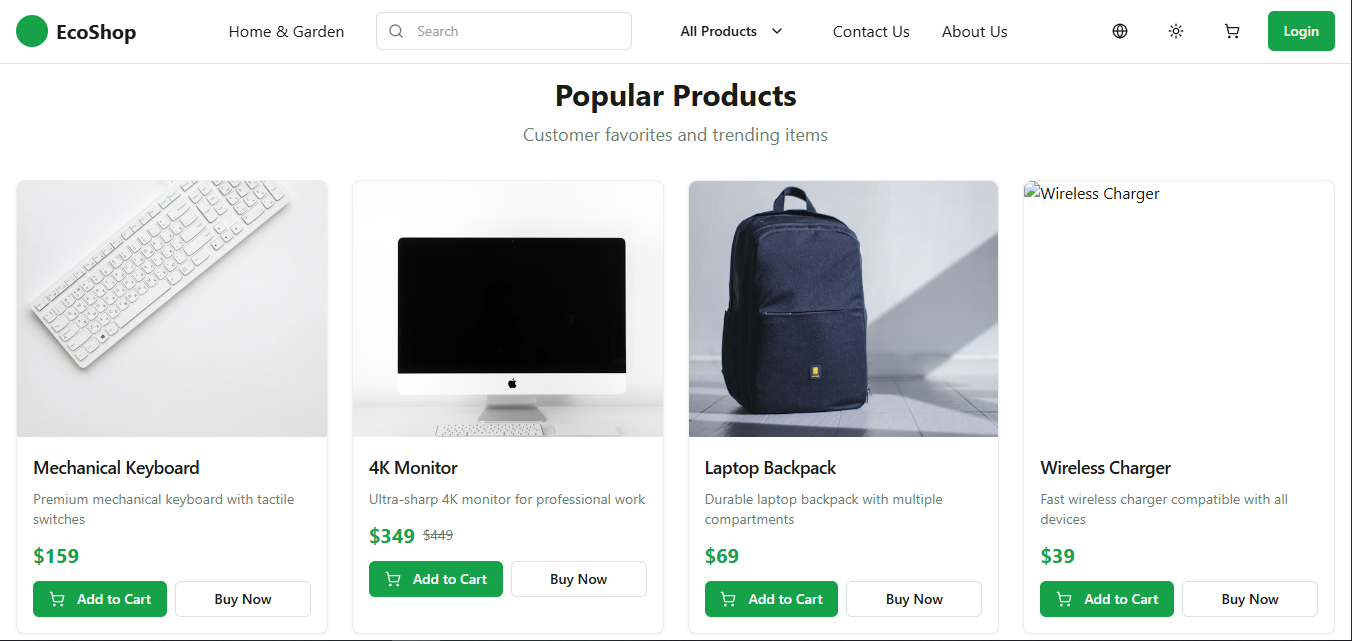 EcoShop
Home & Garden
Search
All Products
Contact Us
About Us
Login
Popular Products
Customer favorites and trending items
Wireless Charger
Mechanical Keyboard
Premium mechanical keyboard with tactile
switches
$159
Add to Cart
Buy Now
4K Monitor
Ultra-sharp 4K monitor for professional work
$349 $449
Add to Cart
Buy Now
Laptop Backpack
Durable laptop backpack with multiple
compartments
$69
Add to Cart
Buy Now
Wireless Charger
Fast wireless charger compatible with all
devices
$39
Add to Cart
Buy Now